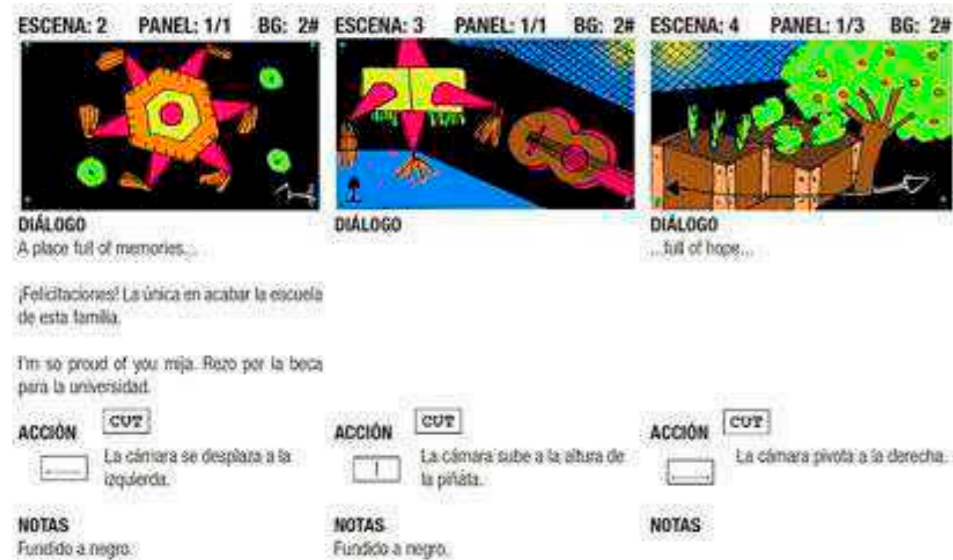 ESCENA: 2 PANEL: 1/1 BG: 2#
DIÁLOGO
A place full of memories...
¡Felicitaciones! La única en acabar la escuela
de esta familia.
I'm so proud of you mija. Rezo por la beca
para la universidad.
ACCIÓN CUT
La cámara se desplaza a la
izquierda.
NOTAS
Fundido a negro.
ESCENA: 3 PANEL: 1/1 BG: 2#
DIÁLOGO
ACCIÓN CUT
La cámara sube a la altura de
la piñata.
NOTAS
Fundido a negro.
ESCENA: 4 PANEL: 1/3 BG: 2#
DIÁLOGO
...full of hope...
ACCIÓN CUT
La cámara pivota a la derecha.
NOTAS